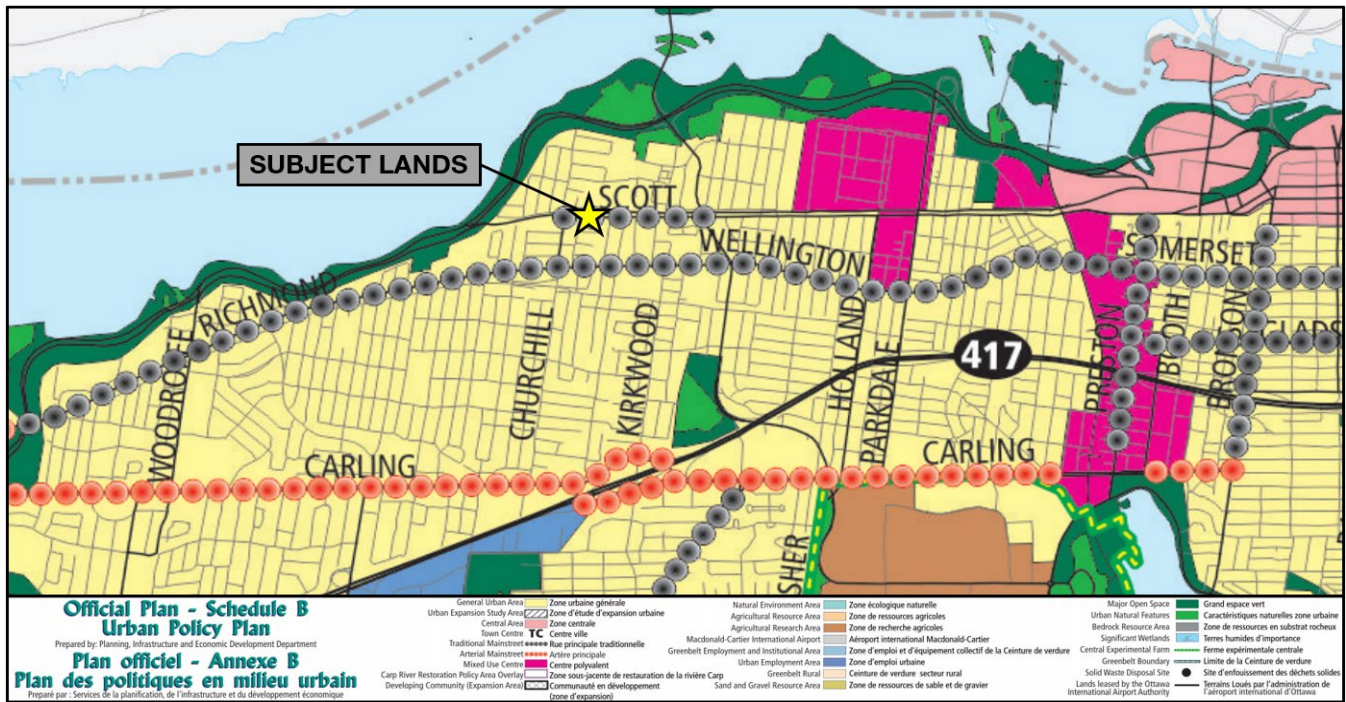 SUBJECT LANDS
SCOTT
WELLINGTON
SOMERSET
RICHMOND
WOODROFFE
CHURCHILL
KIRKWOOD
HOLLAND
PARKDALE
417
PRESTON
BOOTH
BRONSON
GLADS
CARLING
CARLING
SHER
Official Plan - Schedule B
Urban Policy Plan
Prepared by: Planning, Infrastructure and Economic Development Department
Plan officiel - Annexe B
Plan des politiques en milieu urbain
Préparé par : Services de la planification, de l'infrastructure et du développement économique
General Urban Area Zone urbaine générale
Urban Expansion Study Area Zone d'étude d'expansion urbaine
Central Area Zone centrale
Town Centre TC Centre ville
Traditional Mainstreet Rue principale traditionnelle
Arterial Mainstreet Artère principale
Mixed Use Centre Centre polyvalent
Carp River Restoration Policy Area Overlay Zone sous-jacente de restauration de la rivière Carp
Developing Community (Expansion Area) Communauté en développement
(zone d'expansion)
Natural Environment Area Zone écologique naturelle
Agricultural Resource Area Zone de ressources agricoles
Agricultural Research Area Zone de recherche agricoles
Macdonald-Cartier International Airport Aéroport international Macdonald-Cartier
Greenbelt Employment and Institutional Area Zone d'emploi et d'équipement collectif de la Ceinture de verdure
Urban Employment Area Zone d'emploi urbaine
Greenbelt Rural Ceinture de verdure secteur rural
Sand and Gravel Resource Area Zone de ressources de sable et de gravier
Major Open Space Grand espace vert
Urban Natural Features Caractéristiques naturelles zone urbaine
Bedrock Resource Area Zone de ressources en substrat rocheux
Significant Wetlands Terres humides d'importance
Central Experimental Farm Ferme expérimentale centrale
Greenbelt Boundary Limite de la Ceinture de verdure
Solid Waste Disposal Site Site d'enfouissement des déchets solides
Lands leased by the Ottawa Terrains Loués par l'administration de
International Airport Authority l'aéroport international d'Ottawa